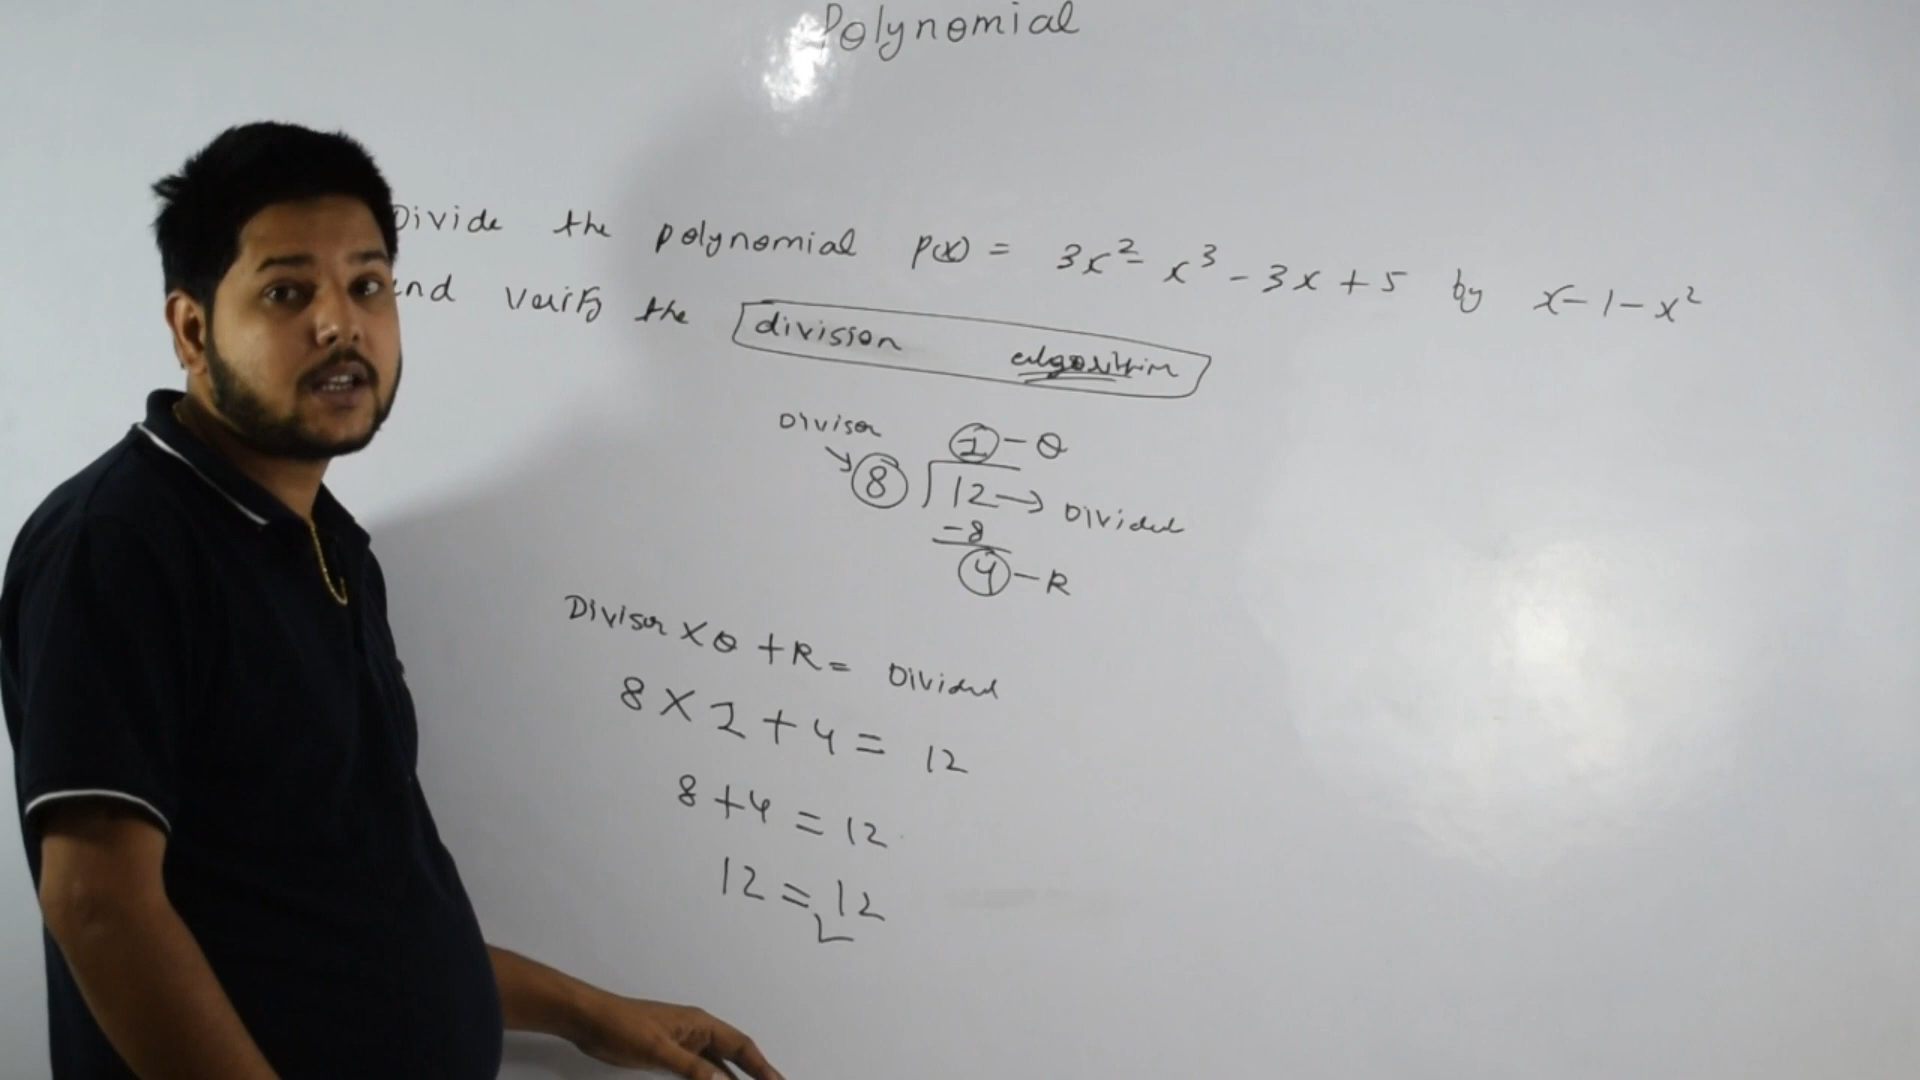 Polynomial
Divide the polynomial p(x) = 3x² - x³ - 3x + 5 by x - 1 - x²
and verify the division algorithm
Divisor
1 - Q
8 12 → Dividend
-8
4 - R
Divisor × Q + R = Dividend
8 × 1 + 4 = 12
8 + 4 = 12
12 = 12